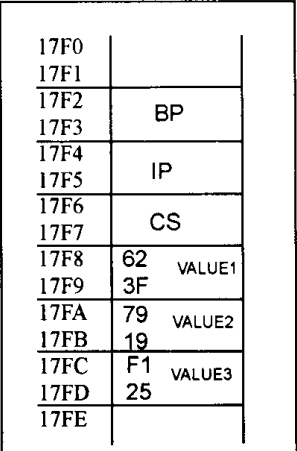 17F0
17F1
17F2
BP
17F3
17F4
IP
17F5
17F6
CS
17F7
17F8 62 VALUE1
17F9 3F
17FA 79 VALUE2
17FB 19
17FC F1 VALUE3
17FD 25
17FE